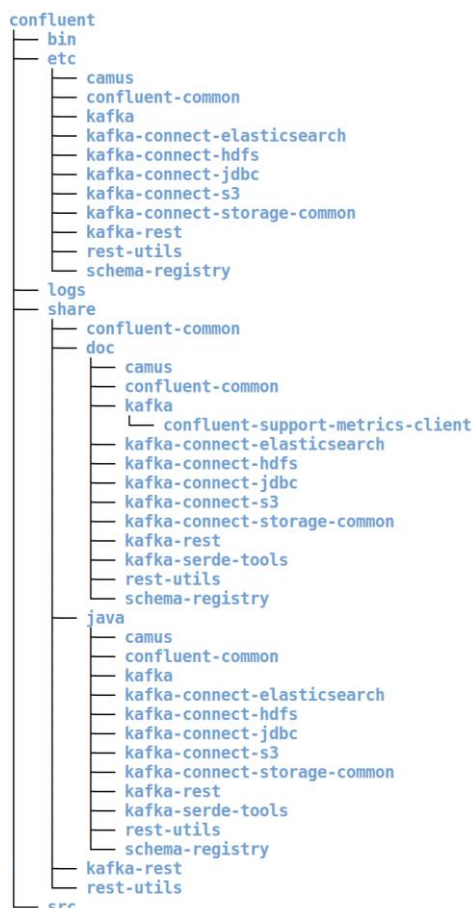 confluent
bin
etc
camus
confluent-common
kafka
kafka-connect-elasticsearch
kafka-connect-hdfs
kafka-connect-jdbc
kafka-connect-s3
kafka-connect-storage-common
kafka-rest
rest-utils
schema-registry
logs
share
confluent-common
doc
camus
confluent-common
kafka
confluent-support-metrics-client
kafka-connect-elasticsearch
kafka-connect-hdfs
kafka-connect-jdbc
kafka-connect-s3
kafka-connect-storage-common
kafka-rest
kafka-serde-tools
rest-utils
schema-registry
java
camus
confluent-common
kafka
kafka-connect-elasticsearch
kafka-connect-hdfs
kafka-connect-jdbc
kafka-connect-s3
kafka-connect-storage-common
kafka-rest
kafka-serde-tools
rest-utils
schema-registry
kafka-rest
rest-utils
src